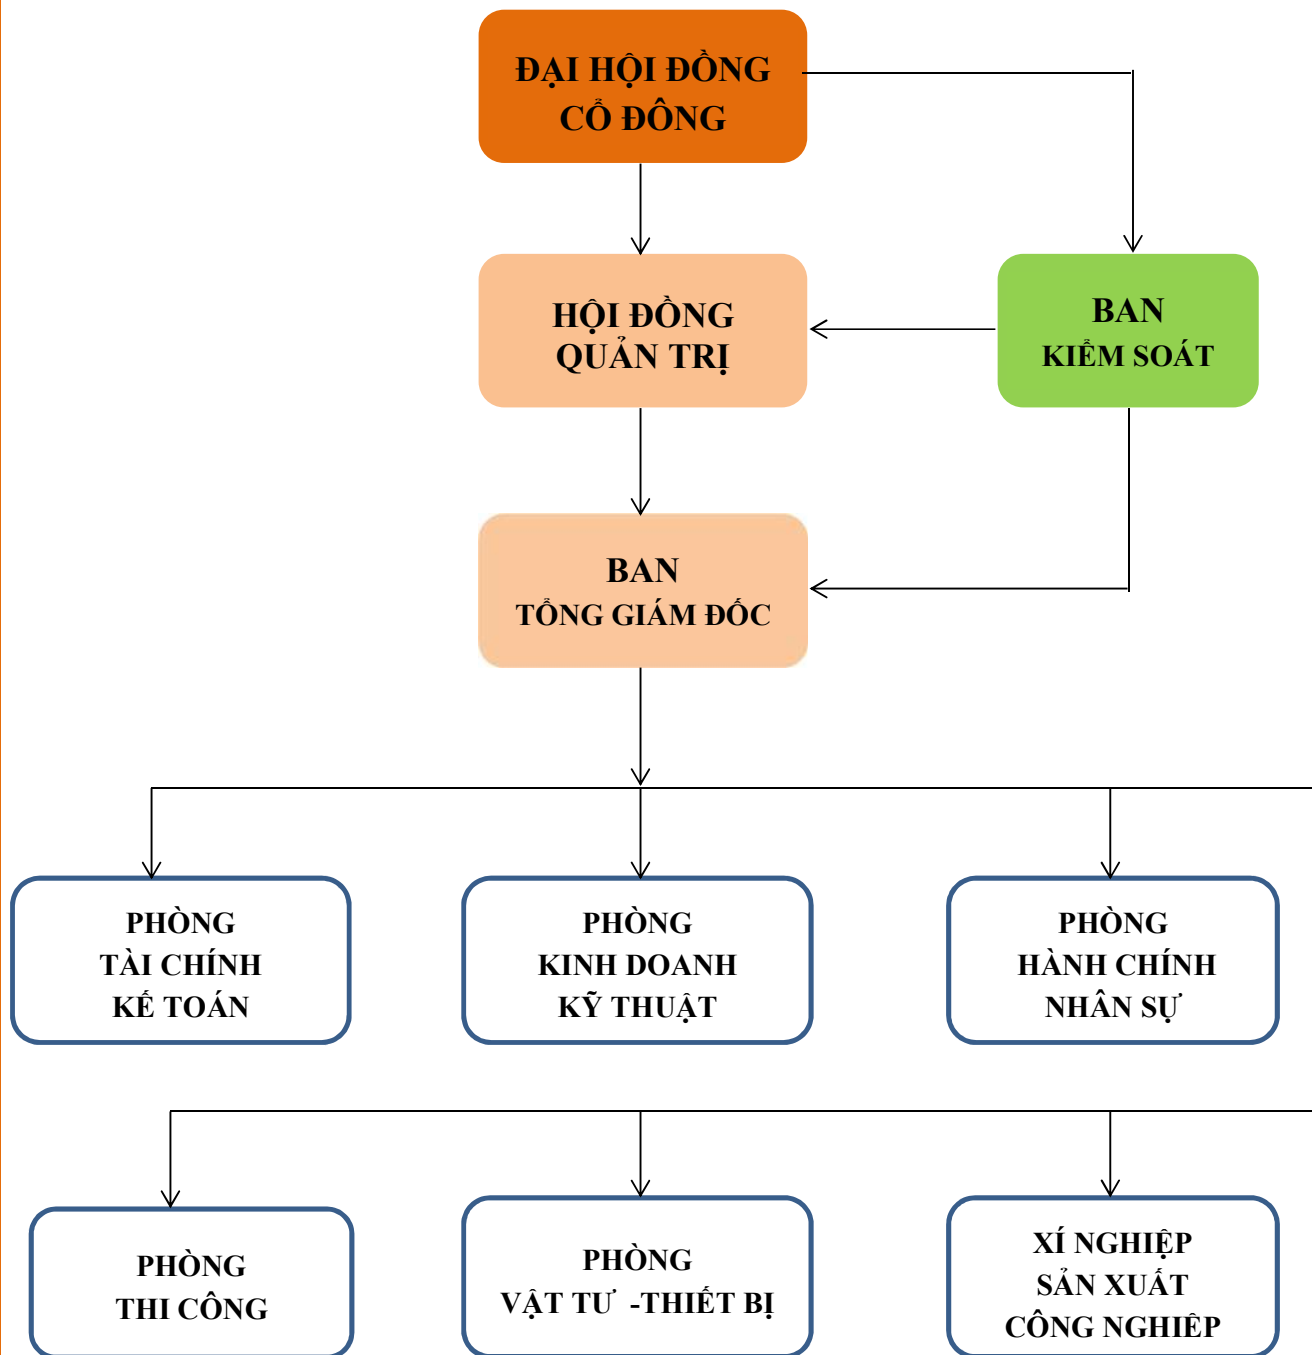 ĐẠI HỘI ĐỒNG
CỔ ĐÔNG
HỘI ĐỒNG
QUẢN TRỊ
BAN
KIỂM SOÁT
BAN
TỔNG GIÁM ĐỐC
PHÒNG
TÀI CHÍNH
KẾ TOÁN
PHÒNG
KINH DOANH
KỸ THUẬT
PHÒNG
HÀNH CHÍNH
NHÂN SỰ
PHÒNG
THI CÔNG
PHÒNG
VẬT TƯ -THIẾT BỊ
XÍ NGHIỆP
SẢN XUẤT
CÔNG NGHIỆP